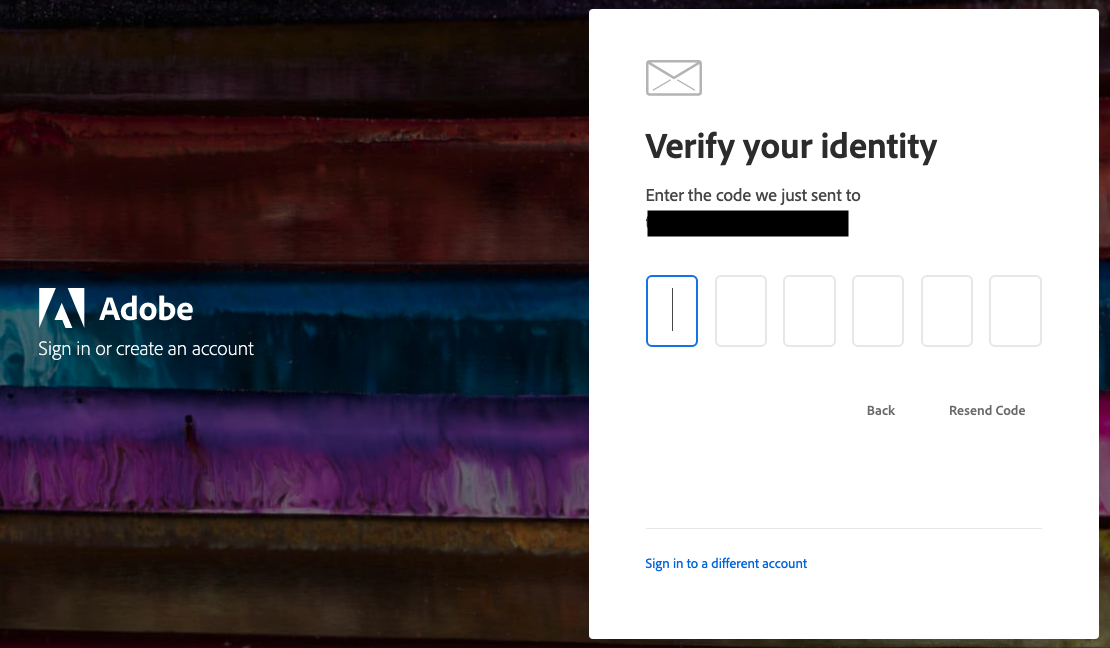 Adobe
Sign in or create an account
Verify your identity
Enter the code we just sent to
Back
Resend Code
Sign in to a different account